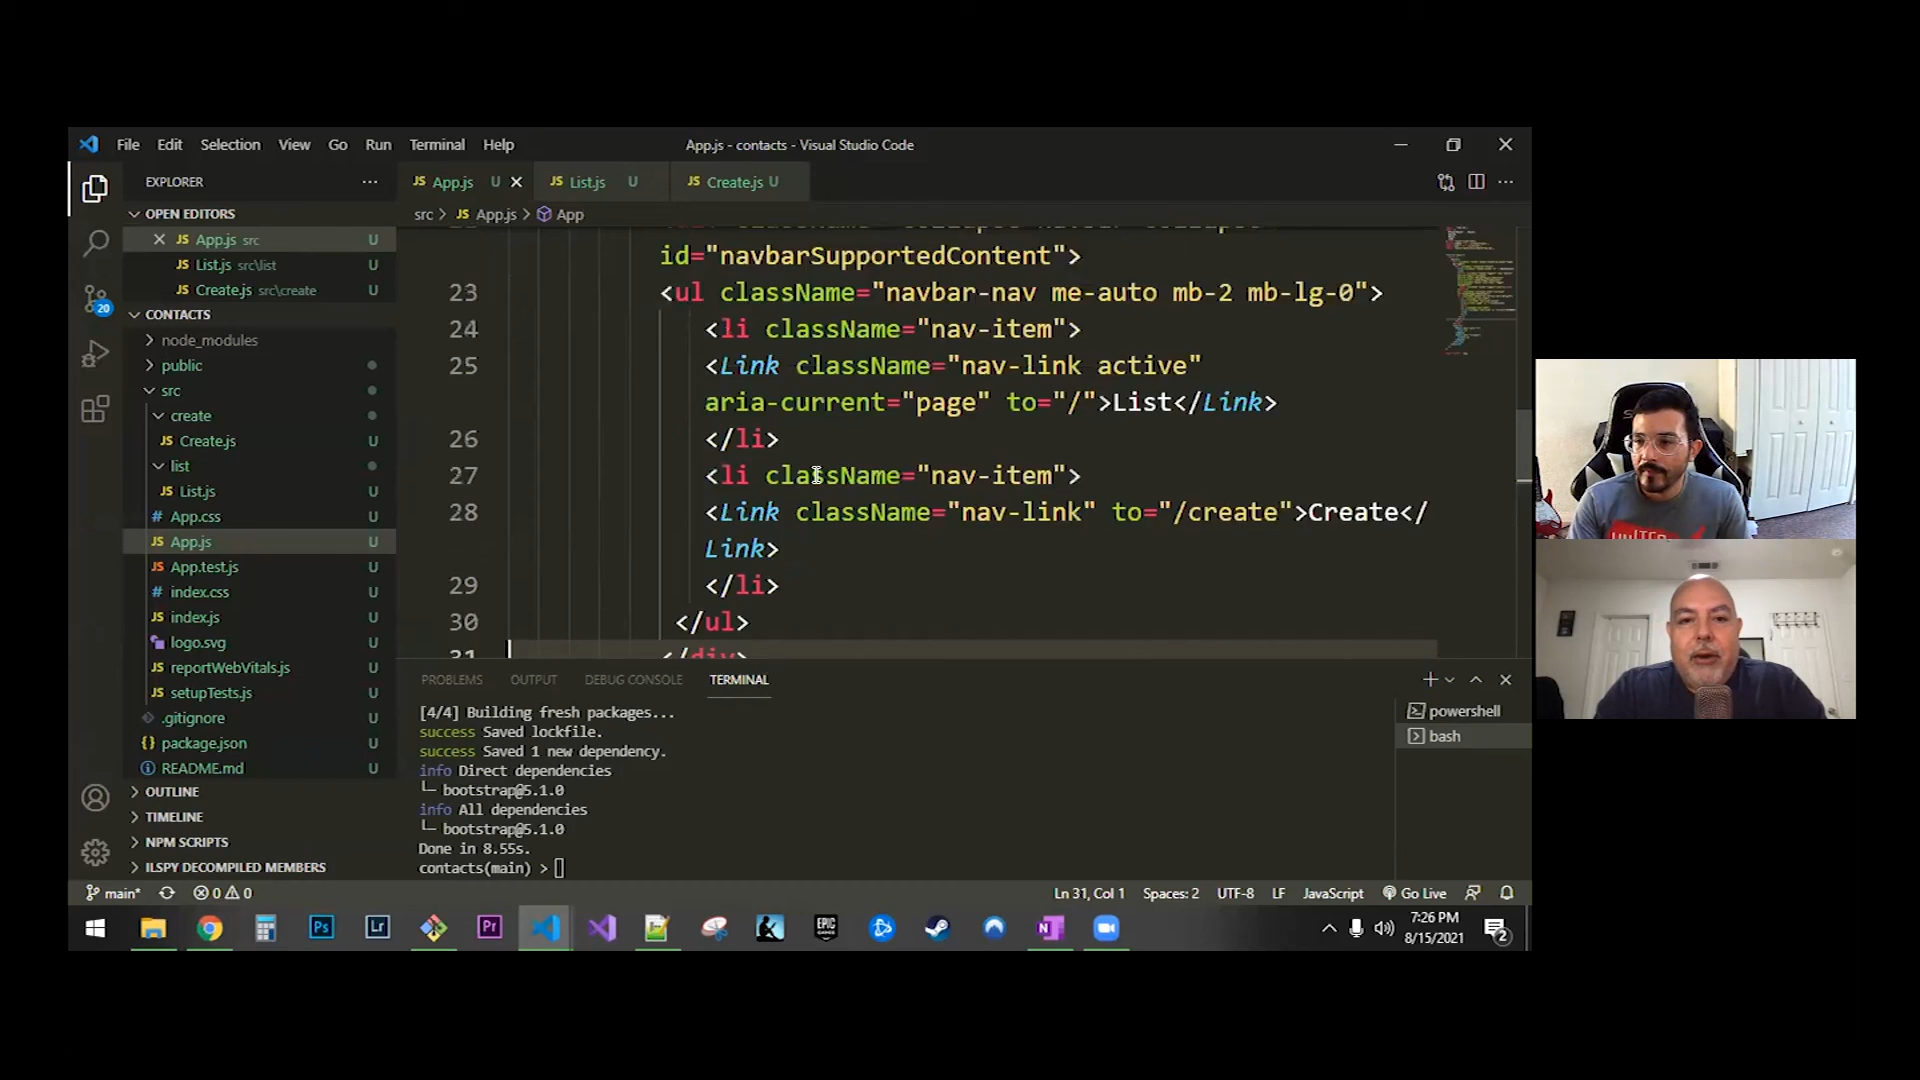 File Edit Selection View Go Run Terminal Help
App.js - contacts - Visual Studio Code
EXPLORER
OPEN EDITORS
App.js src U
List.js src\list U
Create.js src\create U
CONTACTS
node_modules
public
src
create
Create.js U
list
List.js U
App.css U
App.js U
App.test.js U
index.css U
index.js U
logo.svg U
reportWebVitals.js U
setupTests.js U
.gitignore U
package.json U
README.md U
OUTLINE
TIMELINE
NPM SCRIPTS
ILSPY DECOMPILED MEMBERS
20
JS App.js U
JS List.js U
JS Create.js U
src > JS App.js > App
id="navbarSupportedContent">
23 <ul className="navbar-nav me-auto mb-2 mb-lg-0">
24 <li className="nav-item">
25 <Link className="nav-link active"
aria-current="page" to="/">List</Link>
26 </li>
27 <li className="nav-item">
28 <Link className="nav-link" to="/create">Create</
Link>
29 </li>
30 </ul>
31 </div>
PROBLEMS OUTPUT DEBUG CONSOLE TERMINAL
[4/4] Building fresh packages...
success Saved lockfile.
success Saved 1 new dependency.
info Direct dependencies
└─ bootstrap@5.1.0
info All dependencies
└─ bootstrap@5.1.0
Done in 8.55s.
contacts(main) >
powershell
bash
main* 0 0
Ln 31, Col 1 Spaces: 2 UTF-8 LF JavaScript Go Live
Ps Lr Pr EPIC GAMES N
7:26 PM
8/15/2021
2
UNITED